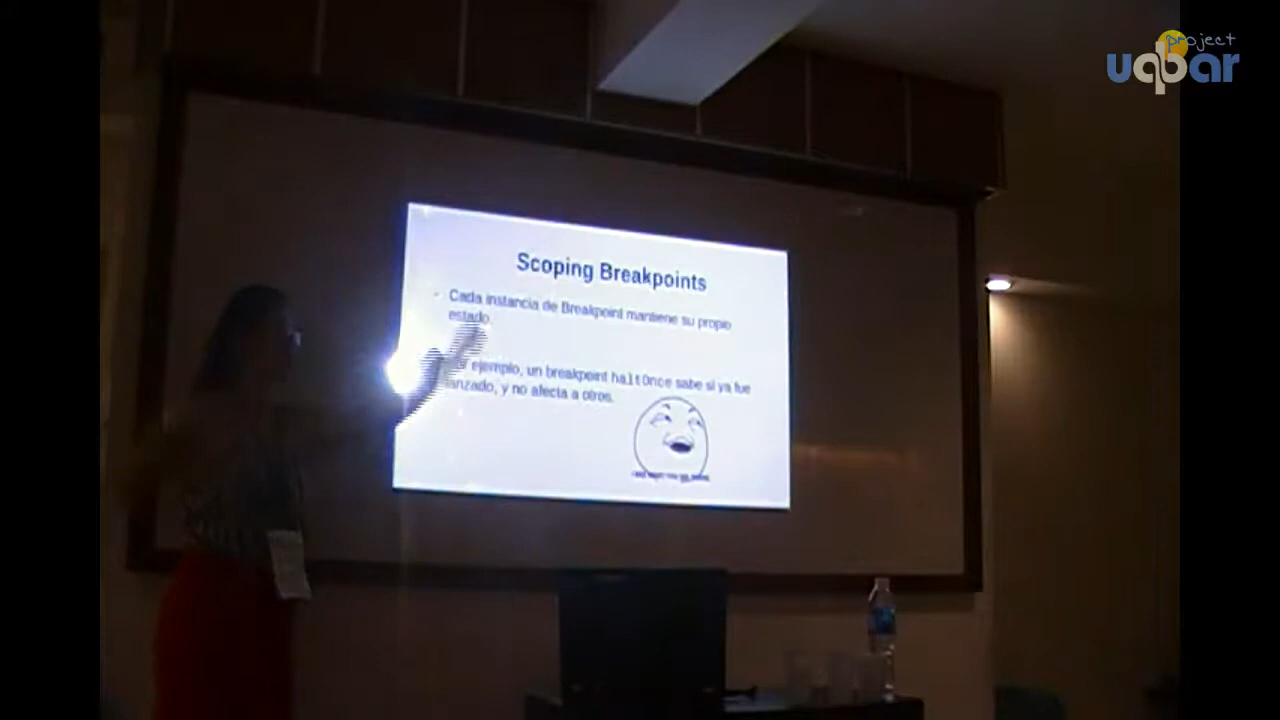 project
uqbar
Scoping Breakpoints
- Cada instancia de Breakpoint mantiene su propio
estado.
ejemplo, un breakpoint haltOnce sabe si ya fue
lanzado, y no afecta a otros.